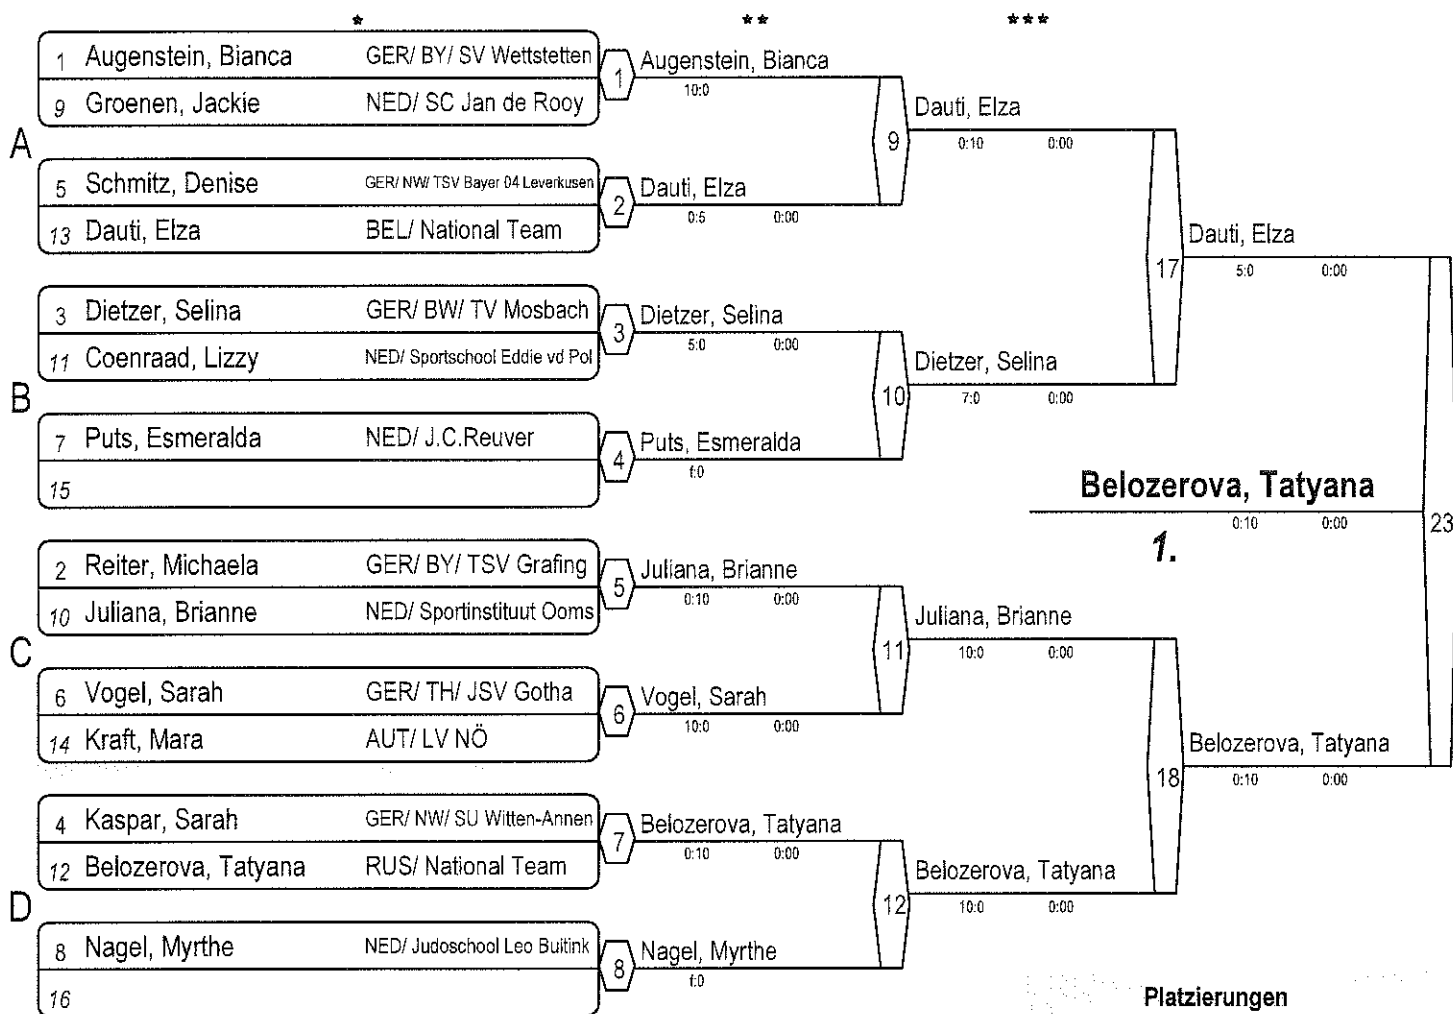 * ** ***
A
1 Augenstein, Bianca GER/ BY/ SV Wettstetten
9 Groenen, Jackie NED/ SC Jan de Rooy
1 Augenstein, Bianca
10:0
5 Schmitz, Denise GER/ NW/ TSV Bayer 04 Leverkusen
13 Dauti, Elza BEL/ National Team
2 Dauti, Elza
0:5 0:00
9 Dauti, Elza
0:10 0:00
B
3 Dietzer, Selina GER/ BW/ TV Mosbach
11 Coenraad, Lizzy NED/ Sportschool Eddie vd Pol
3 Dietzer, Selina
5:0 0:00
7 Puts, Esmeralda NED/ J.C.Reuver
15
4 Puts, Esmeralda
f:0
10 Dietzer, Selina
7:0 0:00
17 Dauti, Elza
5:0 0:00
C
2 Reiter, Michaela GER/ BY/ TSV Grafing
10 Juliana, Brianne NED/ Sportinstituut Ooms
5 Juliana, Brianne
0:10 0:00
6 Vogel, Sarah GER/ TH/ JSV Gotha
14 Kraft, Mara AUT/ LV NÖ
6 Vogel, Sarah
10:0 0:00
11 Juliana, Brianne
10:0 0:00
D
4 Kaspar, Sarah GER/ NW/ SU Witten-Annen
12 Belozerova, Tatyana RUS/ National Team
7 Belozerova, Tatyana
0:10 0:00
8 Nagel, Myrthe NED/ Judoschool Leo Buitink
16
8 Nagel, Myrthe
f:0
12 Belozerova, Tatyana
10:0 0:00
18 Belozerova, Tatyana
0:10 0:00
23
Belozerova, Tatyana
0:10 0:00
1.
Platzierungen